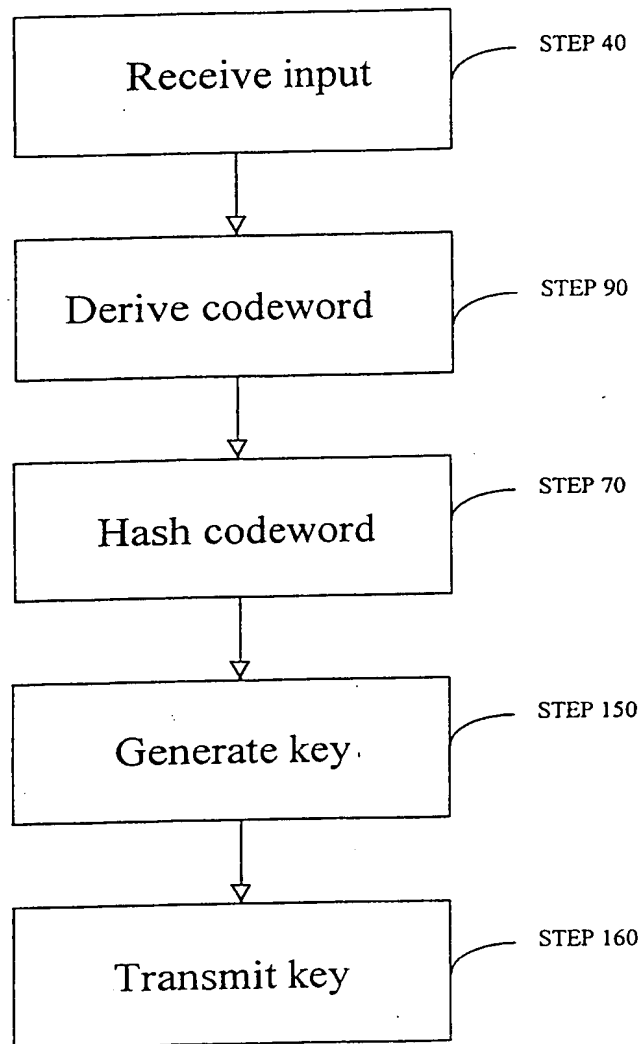 Receive input
STEP 40
Derive codeword
STEP 90
Hash codeword
STEP 70
Generate key
STEP 150
Transmit key
STEP 160